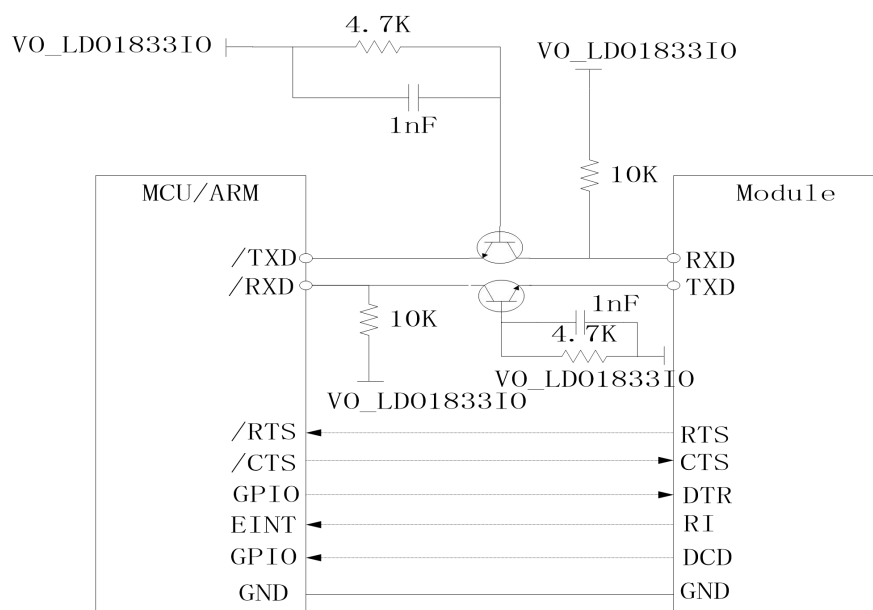 4.7K
VO_LDO1833IO
VO_LDO1833IO
1nF
10K
MCU/ARM
Module
/TXD
RXD
/RXD
TXD
1nF
10K
4.7K
VO_LDO1833IO
VO_LDO1833IO
/RTS
RTS
/CTS
CTS
GPIO
DTR
EINT
RI
GPIO
DCD
GND
GND